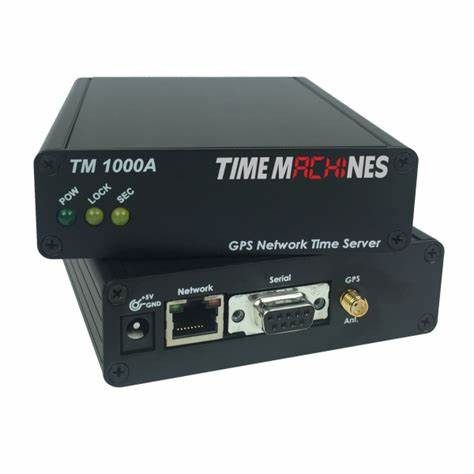 TM 1000A
TIME MACHINES
POW LOCK SEC
GPS Network Time Server
+5V
GND
Network
Serial
GPS
Ant.